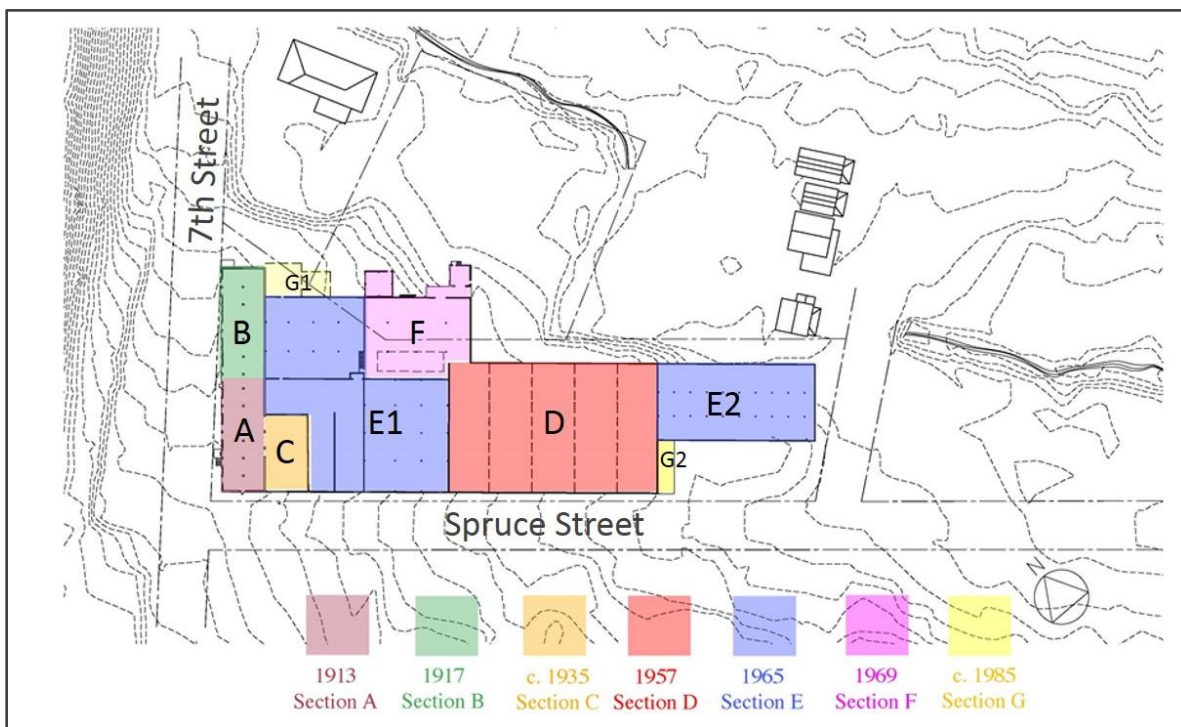 7th Street
G1
B
F
A
C
E1
D
E2
G2
Spruce Street
N
1913
Section A
1917
Section B
c. 1935
Section C
1957
Section D
1965
Section E
1969
Section F
c. 1985
Section G